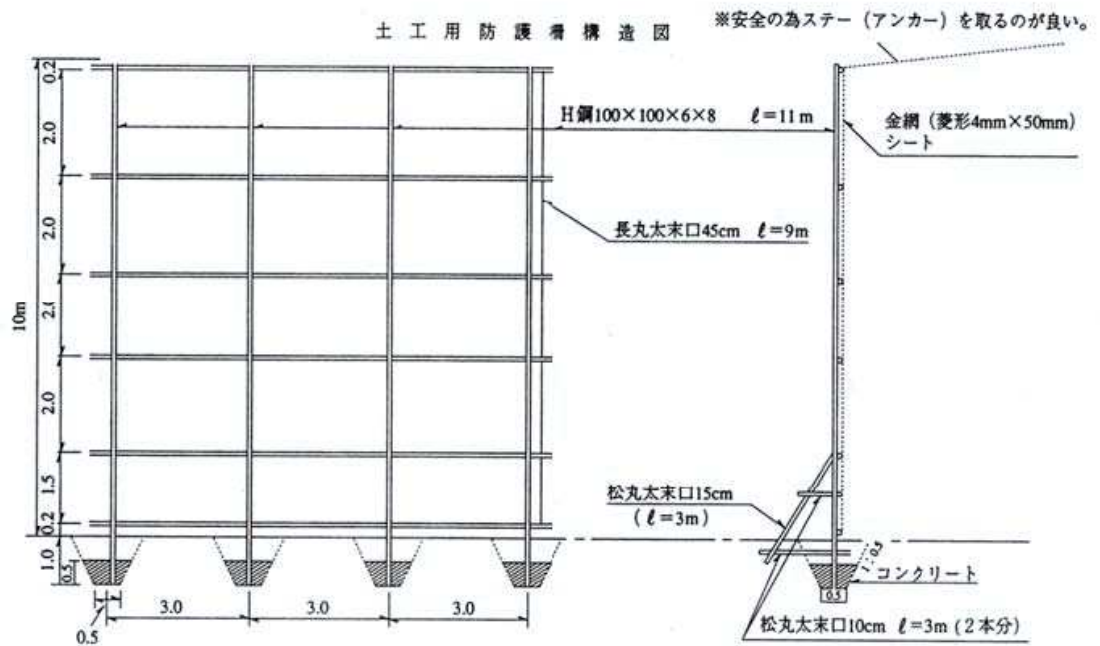 土工用防護柵構造図
※安全の為ステー（アンカー）を取るのが良い。
0.2
2.0
2.0
2.0
2.0
1.5
0.2
1.0
0.5
10m
H鋼100×100×6×8　ℓ＝11m
金網（菱形4mm×50mm）
シート
長丸太末口45cm　ℓ＝9m
松丸太末口15cm
（ℓ＝3m）
1：0.5
コンクリート
0.5
3.0
3.0
3.0
0.5
松丸太末口10cm　ℓ＝3m（2本分）